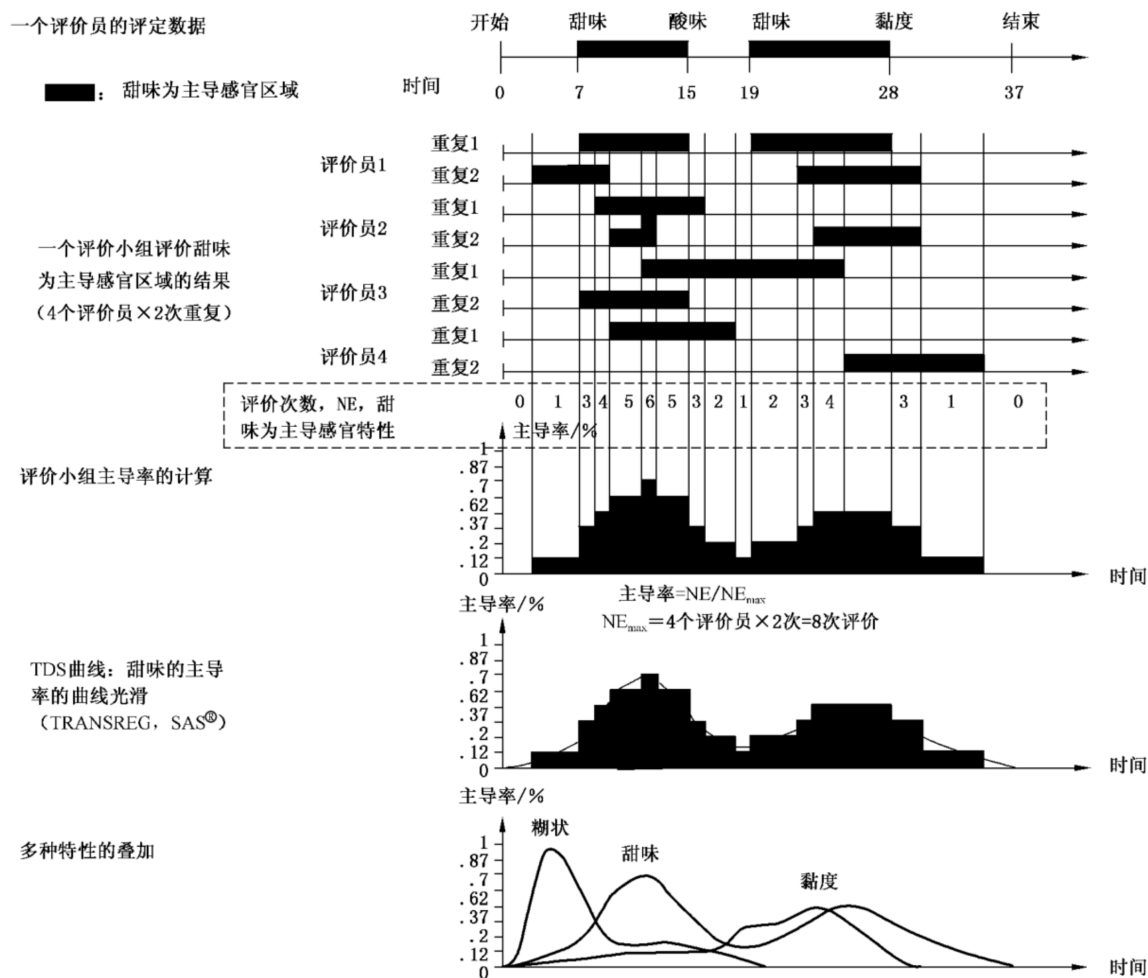 一个评价员的评定数据
开始 甜味 酸味 甜味 黏度 结束
：甜味为主导感官区域
时间
0 7 15 19 28 37
评价员1
重复1
重复2
评价员2
重复1
重复2
一个评价小组评价甜味
为主导感官区域的结果
（4个评价员×2次重复）
评价员3
重复1
重复2
评价员4
重复1
重复2
评价次数，NE，甜
味为主导感官特性
0 1 3 4 5 6 5 3 2 1 2 3 4 3 1 0
主导率/%
评价小组主导率的计算
1
.87
.7
.62
.37
.2
.12
0
时间
主导率=NE/NEmax
NEmax=4个评价员×2次=8次评价
主导率/%
TDS曲线：甜味的主导
率的曲线光滑
（TRANSREG，SAS®）
1
.87
.7
.62
.37
.2
.12
0
时间
主导率/%
多种特性的叠加
糊状
甜味
黏度
1
.87
.7
.62
.37
.2
.12
0
时间